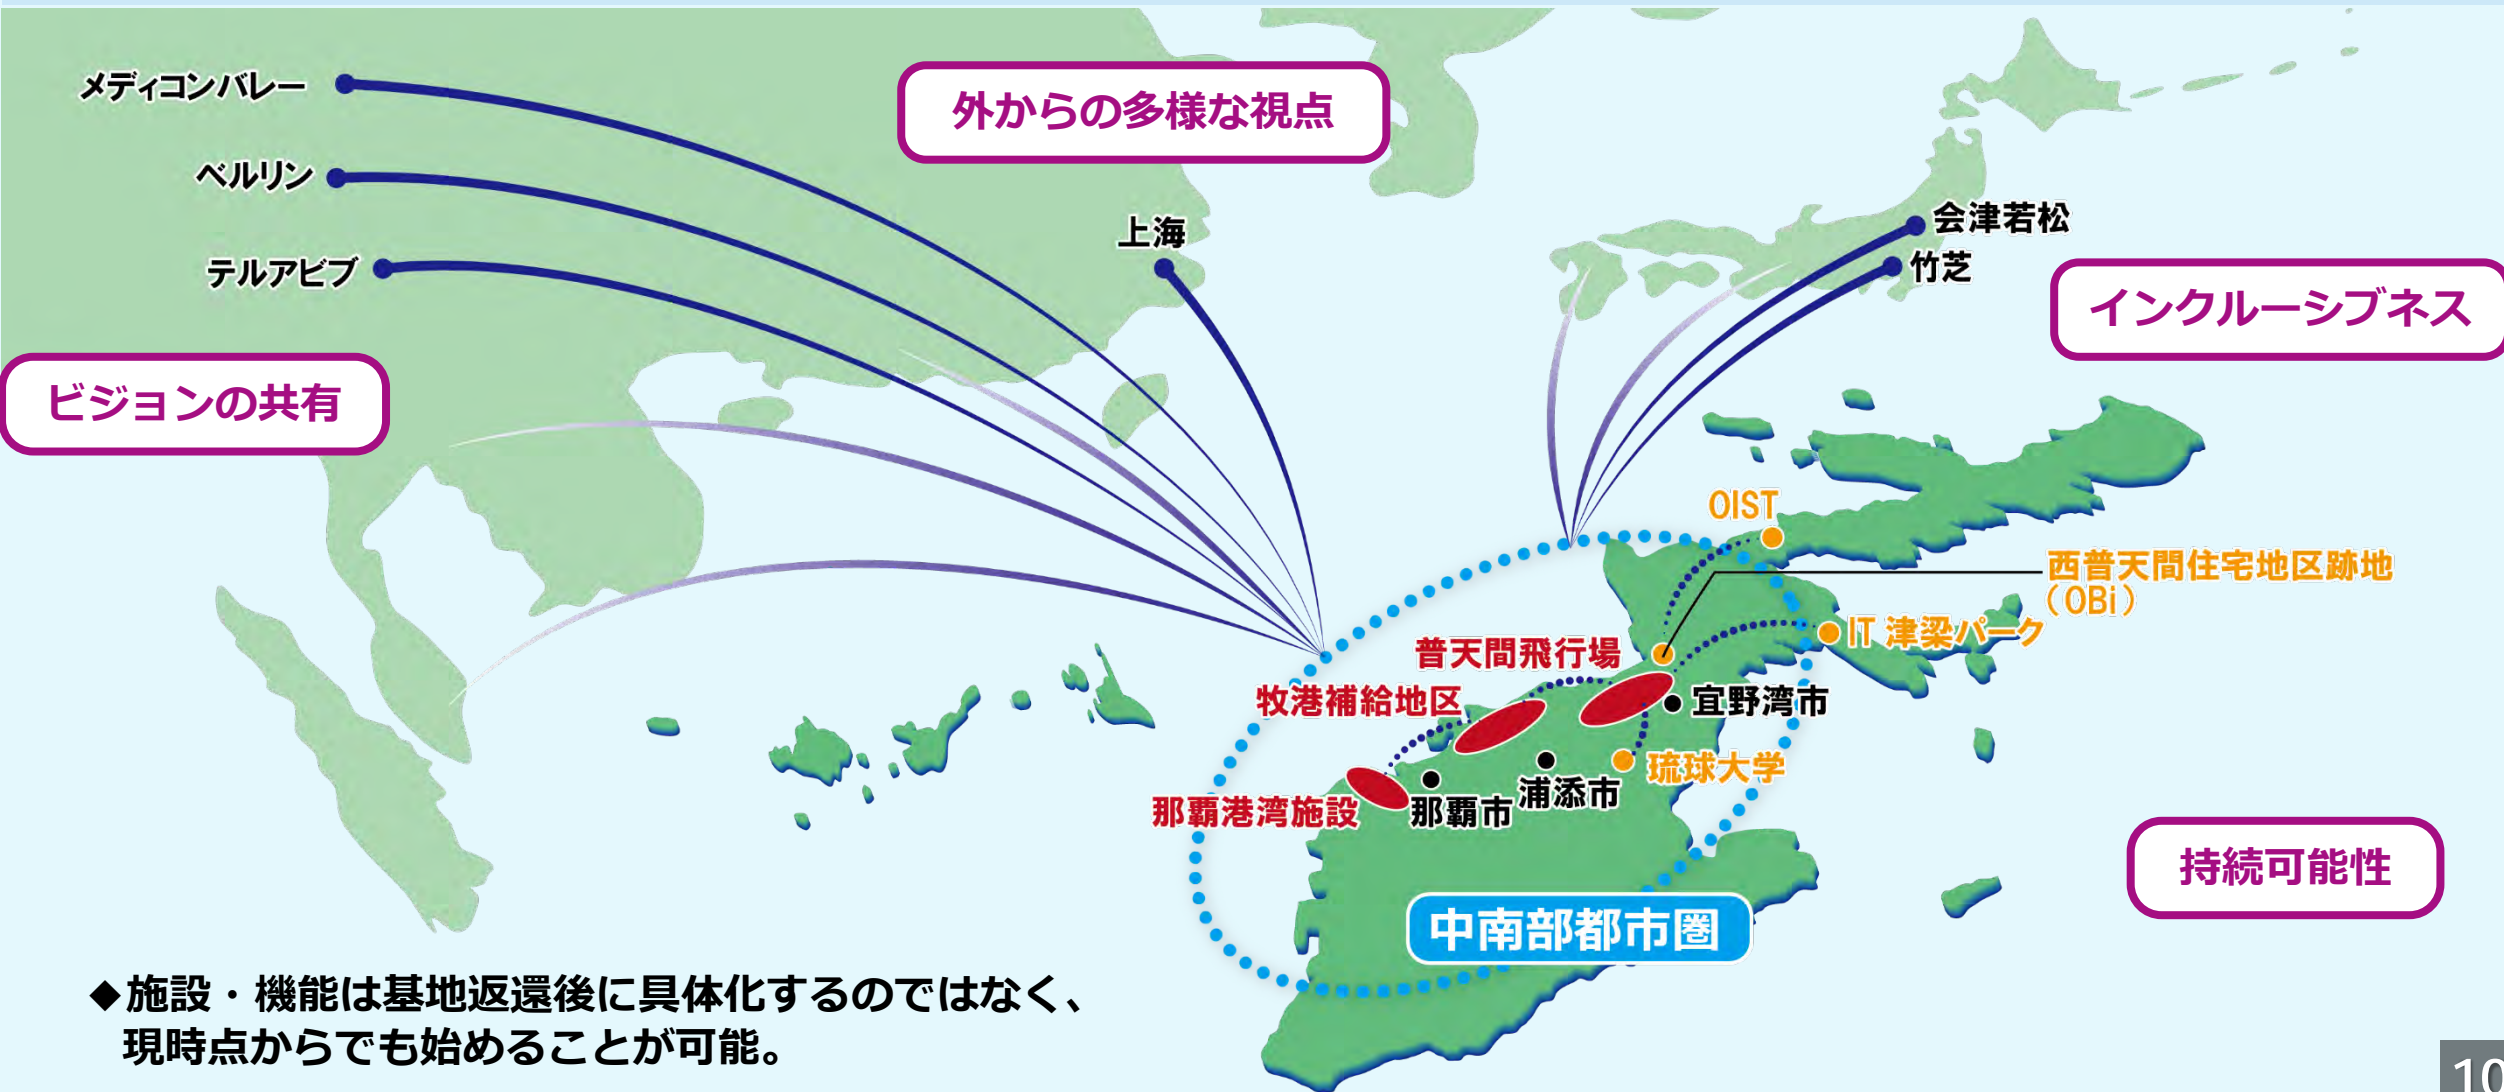 メディコンバレー
外からの多様な視点
ベルリン
上海
会津若松
テルアビブ
竹芝
インクルーシブネス
ビジョンの共有
OIST
西普天間住宅地区跡地
（OBi）
IT 津梁パーク
普天間飛行場
牧港補給地区
宜野湾市
琉球大学
浦添市
那覇港湾施設
那覇市
持続可能性
中南部都市圏
◆施設・機能は基地返還後に具体化するのではなく、
現時点からでも始めることが可能。
10